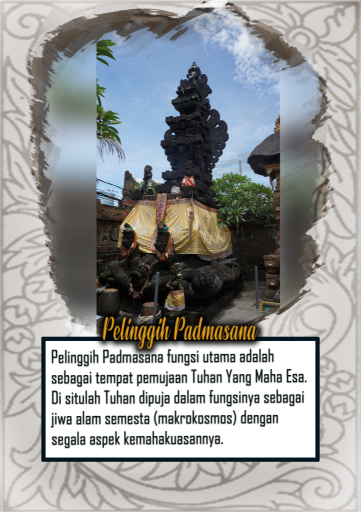 Pelinggih Padmasana
Pelinggih Padmasana fungsi utama adalah
sebagai tempat pemujaan Tuhan Yang Maha Esa.
Di situlah Tuhan dipuja dalam fungsinya sebagai
jiwa alam semesta (makrokosmos) dengan
segala aspek kemahakuasannya.